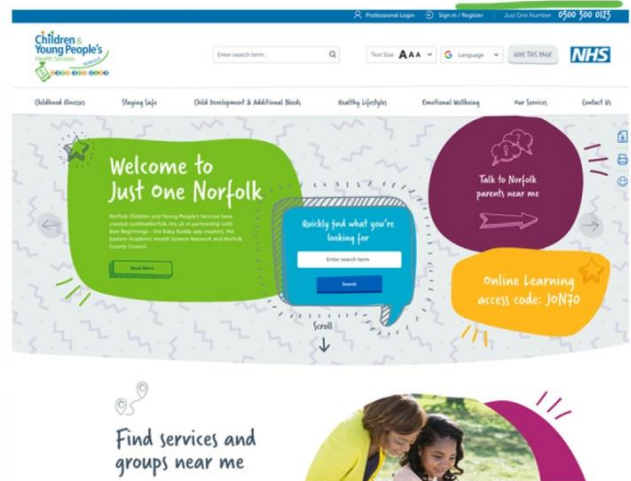 Professional Login Sign in / Register Just One Number 0300 300 0123
Children &
Young People's
Health Services
NORFOLK
Enter search term.. Text Size A A A Language HIDE THIS PAGE NHS
Childhood Illnesses Staying Safe Child Development & Additional Needs Healthy Lifestyles Emotional Wellbeing Our Services Contact Us
Welcome to
Just One Norfolk
Norfolk Children and Young People's Services have
created JustOneNorfolk.nhs.uk in partnership with
Best Beginnings - the Baby Buddy app creators, the
Eastern Academic Health Science Network and Norfolk
County Council.
Read More
Quickly find what you're
looking for
Enter search term
Search
Talk to Norfolk
parents near me
Online Learning
access code: JON70
Scroll
Find services and
groups near me